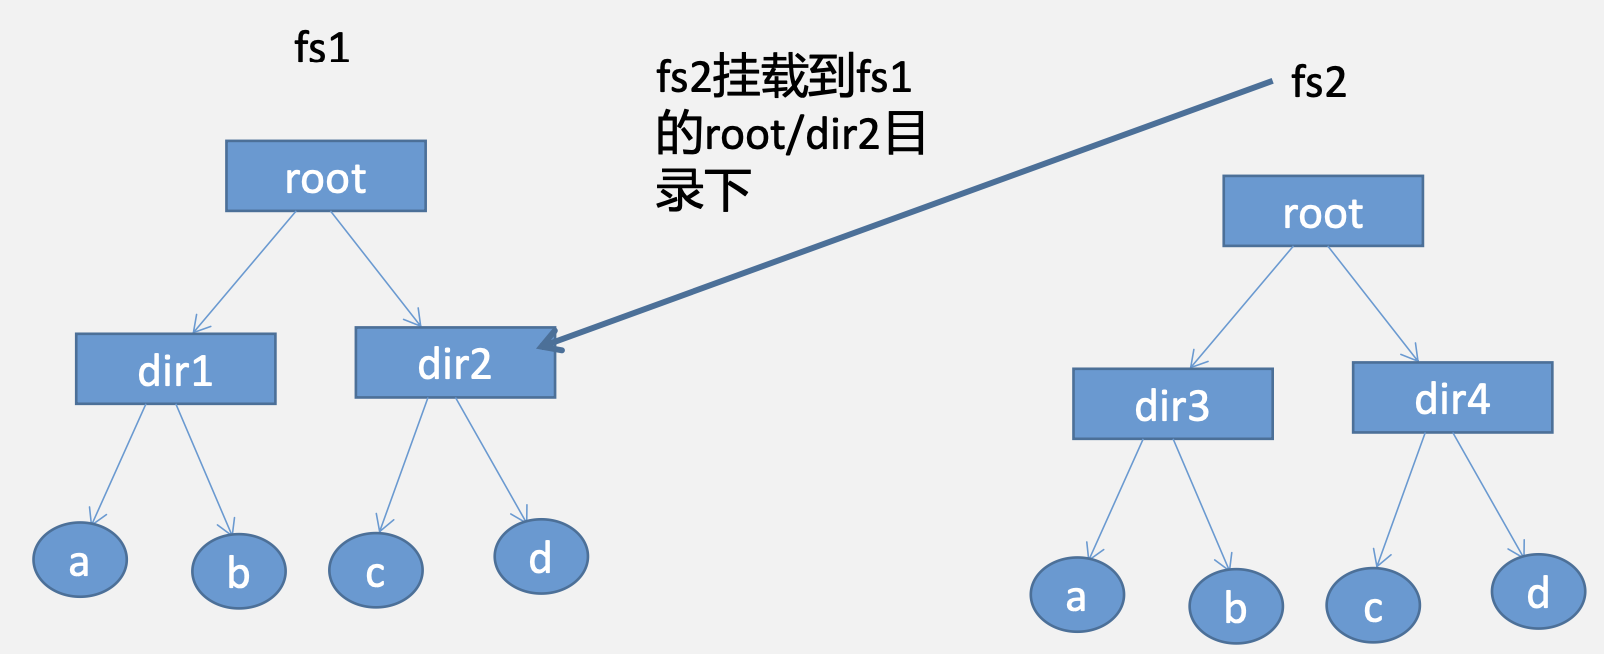 fs1
fs2挂载到fs1
的root/dir2目
录下
fs2
root
dir1
dir2
a
b
c
d
root
dir3
dir4
a
b
c
d